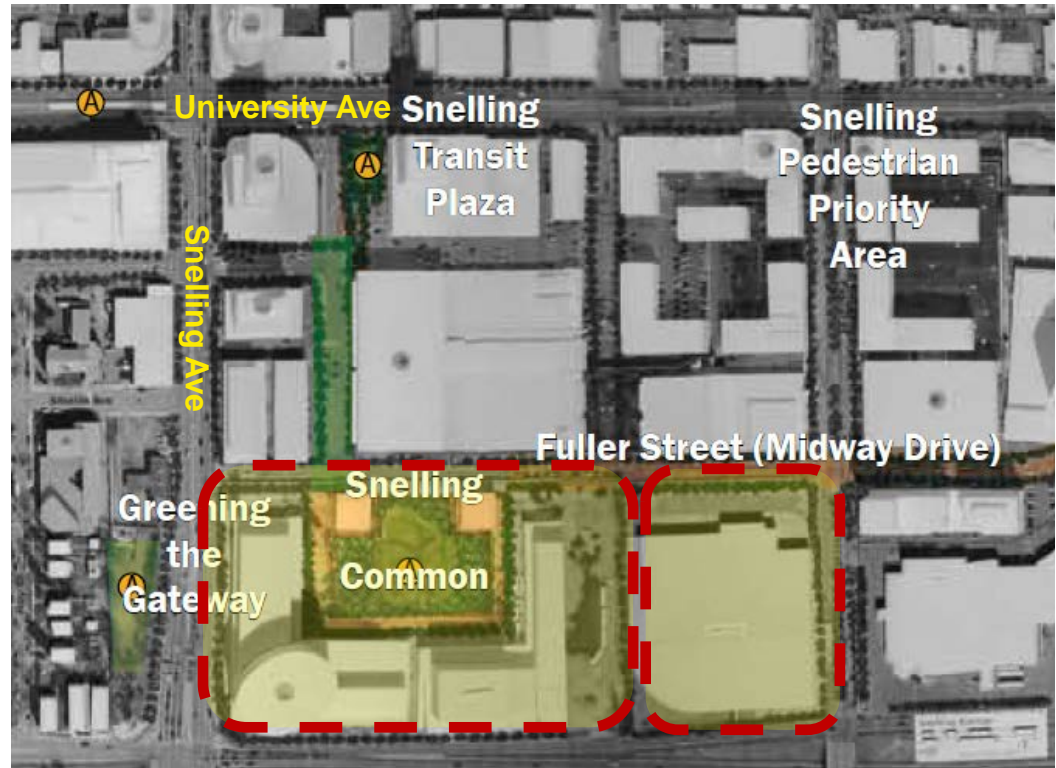 A
University Ave
Snelling
Transit
Plaza
A
Snelling
Pedestrian
Priority
Area
Snelling Ave
Fuller Street (Midway Drive)
Snelling
Common
A
Greening
the
Gateway
A